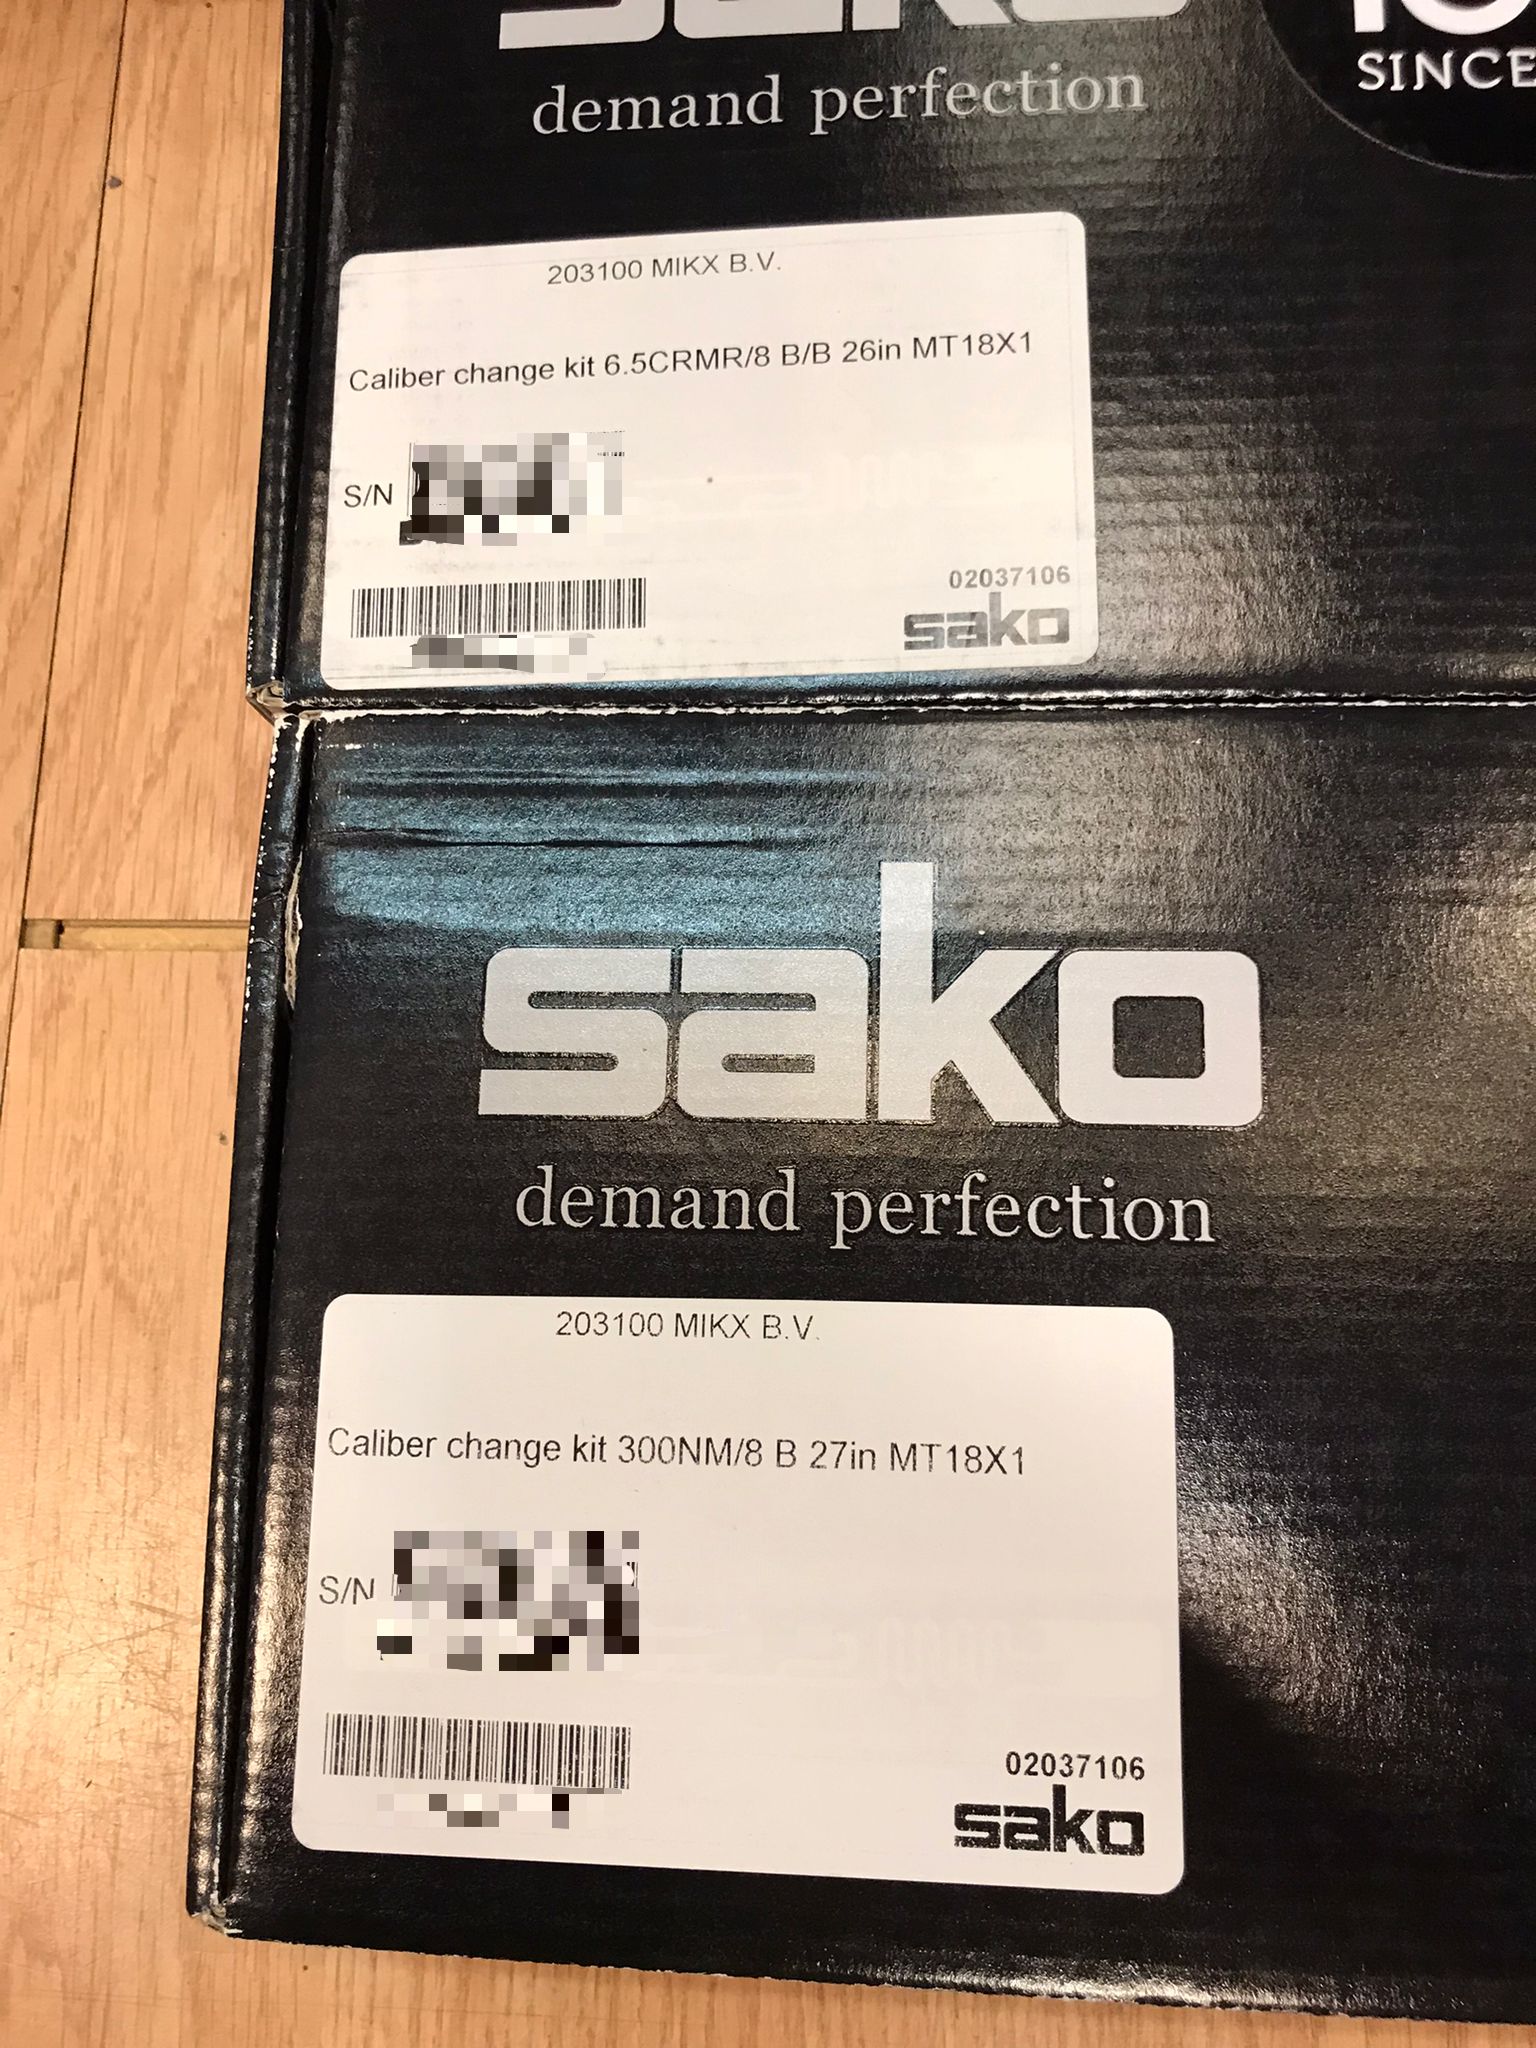 sako
demand perfection
SINCE
203100 MIKX B.V.
Caliber change kit 6.5CRMR/8 B/B 26in MT18X1
S/N
02037106
sako
sako
demand perfection
203100 MIKX B.V.
Caliber change kit 300NM/8 B 27in MT18X1
S/N
02037106
sako